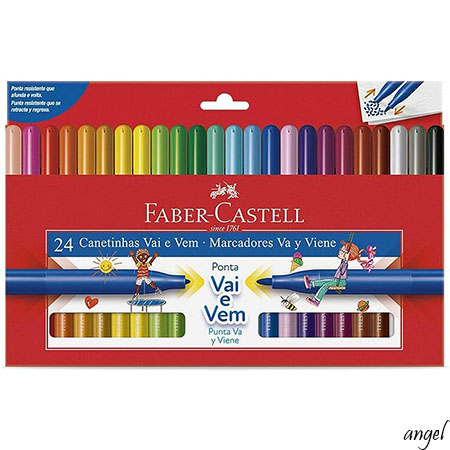 Ponta resistente que
afunda e volta.
Punta resistente que se
retracta y regresa.
FABER-CASTELL
since 1761
24 Canetinhas Vai e Vem · Marcadores Va y Viene
Ponta
Vai
e
Vem
Punta Va
y Viene
angel